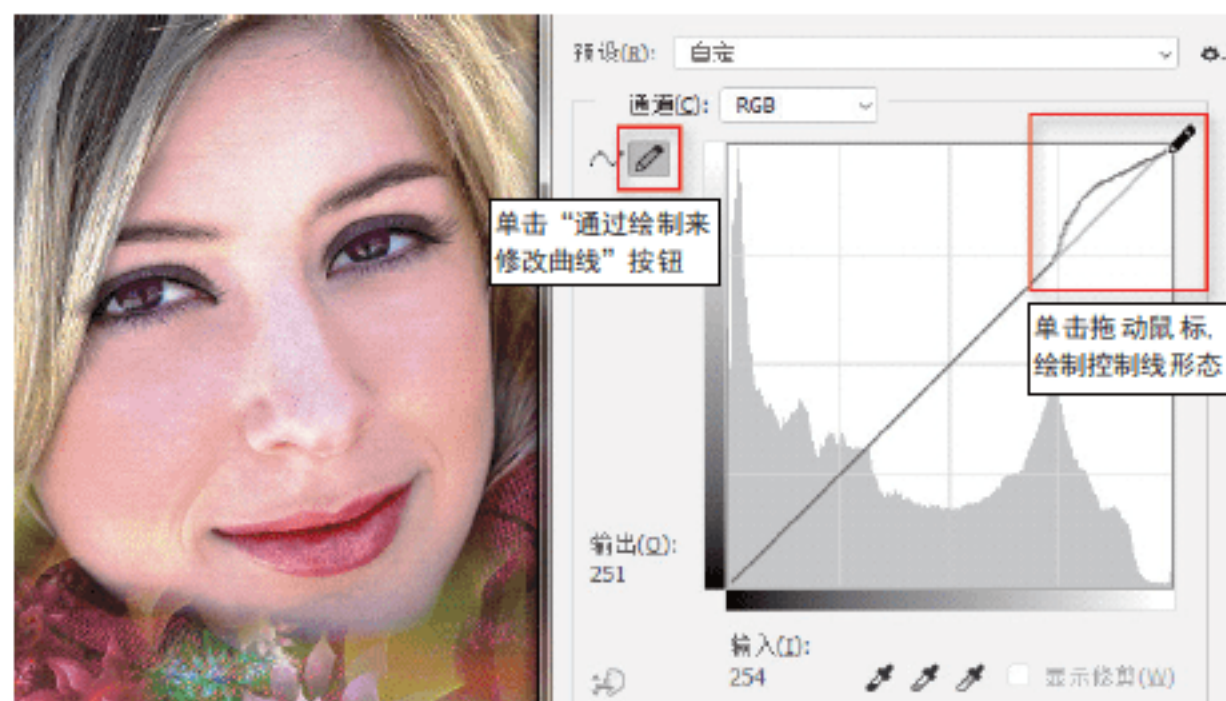 预设(R): 自定
通道(C): RGB
单击“通过绘制来
修改曲线”按钮
单击拖动鼠标,
绘制控制线形态
输出(O):
251
输入(I):
254
显示修剪(W)